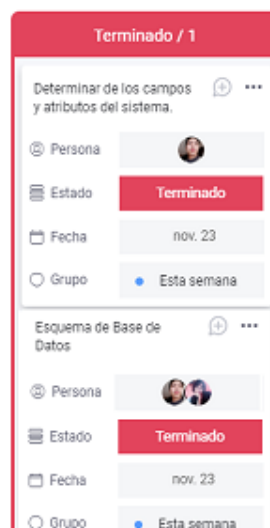 Terminado / 1
Determinar de los campos
y atributos del sistema.
Persona
Estado Terminado
Fecha nov. 23
Grupo Esta semana
Esquema de Base de
Datos
Persona
Estado Terminado
Fecha nov. 23
Grupo Esta semana